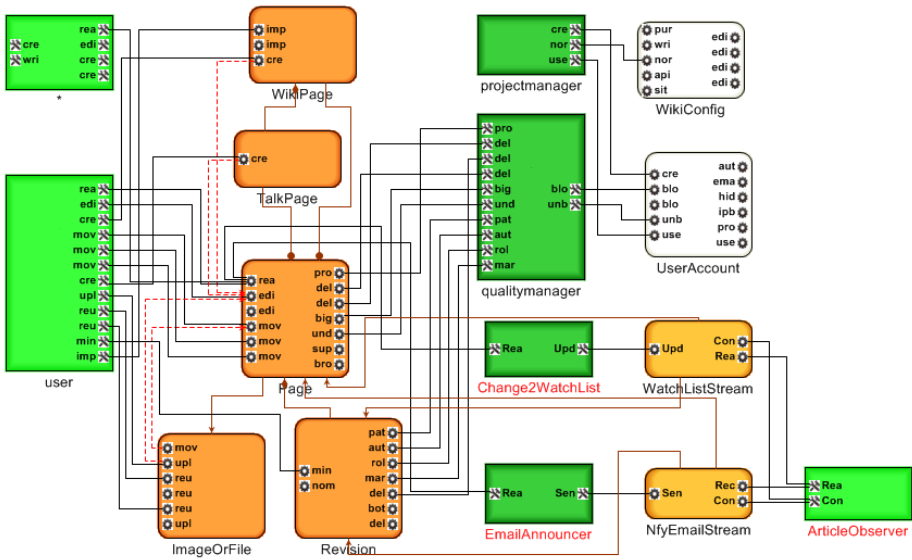 rea
cre edi
wri cre
cre
*
imp
imp
cre
WikiPage
cre
nor
use
projectmanager
pur
wri edi
nor edi
api edi
sit edi
WikiConfig
cre
TalkPage
pro
del
del
del
big blo
und unb
pat
aut
rol
mar
qualitymanager
aut
cre ema
blo hid
blo ipb
unb pro
use use
UserAccount
rea
edi
cre
mov
mov
mov
cre
upl
reu
reu
min
imp
user
pro
rea del
edi del
edi big
mov und
mov sup
mov bro
Page
Rea Upd
Change2WatchList
Upd Con
Rea
WatchListStream
mov
upl
reu
reu
reu
upl
ImageOrFile
pat
aut
rol
min mar
nom del
bot
del
Revision
Rea Sen
EmailAnnouncer
Sen Rec
Con
NfyEmailStream
Rea
Con
ArticleObserver